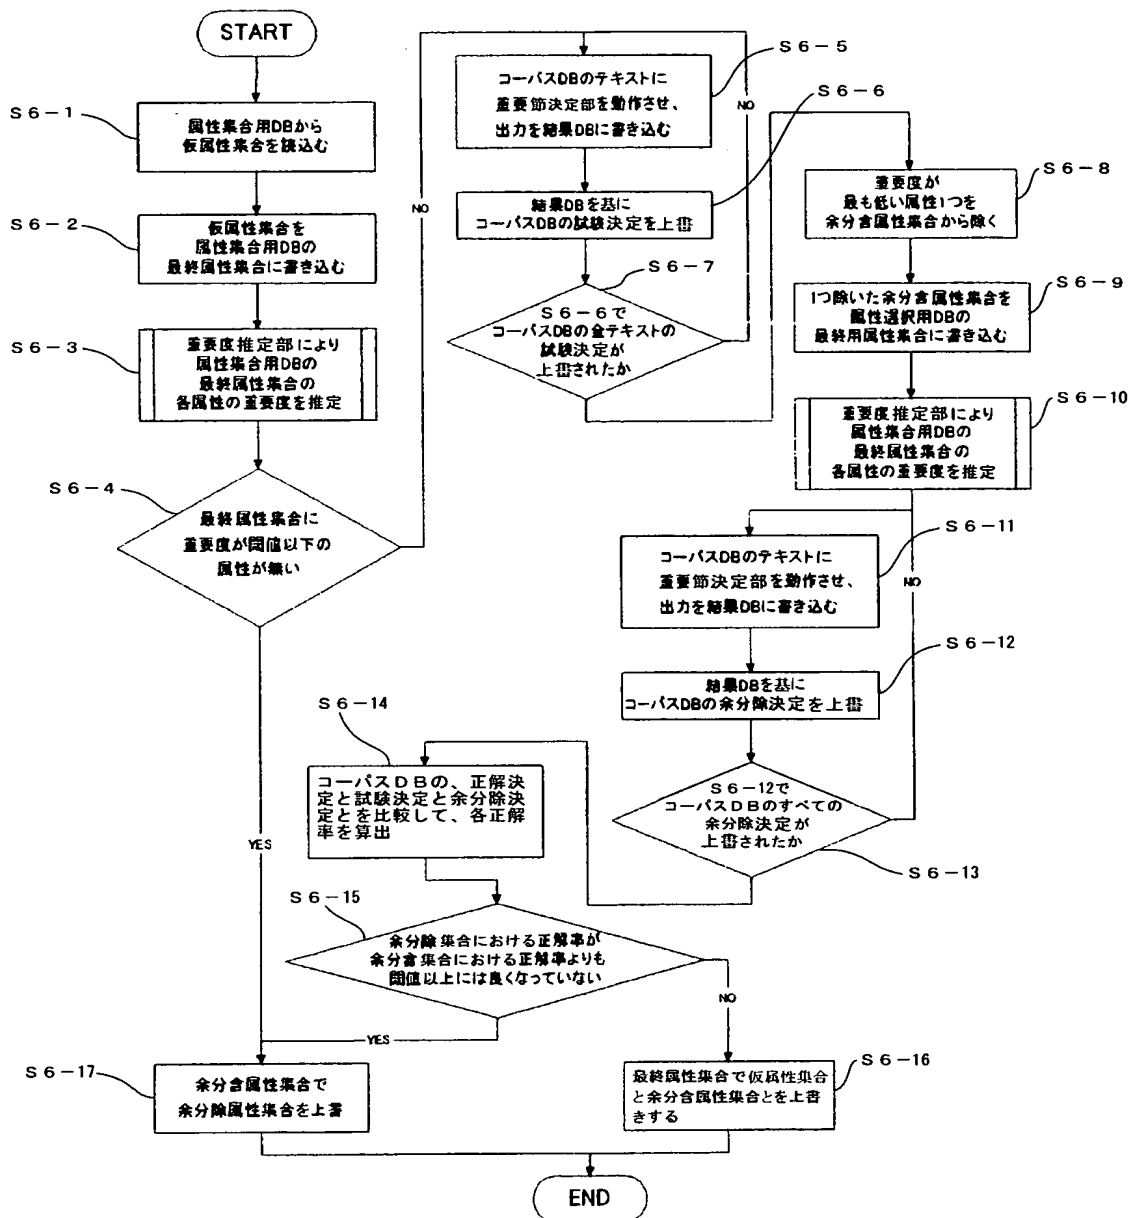 START
S6-1
属性集合用DBから
仮属性集合を読込む
S6-2
仮属性集合を
属性集合用DBの
最終属性集合に書き込む
S6-3
重要度推定部により
属性集合用DBの
最終属性集合の
各属性の重要度を推定
S6-4
最終属性集合に
重要度が閾値以下の
属性が無い
NO
YES
S6-5
コーパスDBのテキストに
重要節決定部を動作させ、
出力を結果DBに書き込む
S6-6
結果DBを基に
コーパスDBの試験決定を上書
S6-7
S6-6で
コーパスDBの全テキストの
試験決定が
上書されたか
NO
S6-8
重要度が
最も低い属性1つを
余分含属性集合から除く
S6-9
1つ除いた余分含属性集合を
属性選択用DBの
最終用属性集合に書き込む
S6-10
重要度推定部により
属性集合用DBの
最終属性集合の
各属性の重要度を推定
S6-11
コーパスDBのテキストに
重要節決定部を動作させ、
出力を結果DBに書き込む
NO
S6-12
結果DBを基に
コーパスDBの余分除決定を上書
S6-12で
コーパスDBのすべての
余分除決定が
上書されたか
S6-13
S6-14
コーパスDBの、正解決
定と試験決定と余分除決
定とを比較して、各正解
率を算出
S6-15
余分除集合における正解率が
余分含集合における正解率よりも
閾値以上には良くなっていない
NO
YES
S6-16
最終属性集合で仮属性集合
と余分含属性集合とを上書
きする
S6-17
余分含属性集合で
余分除属性集合を上書
END